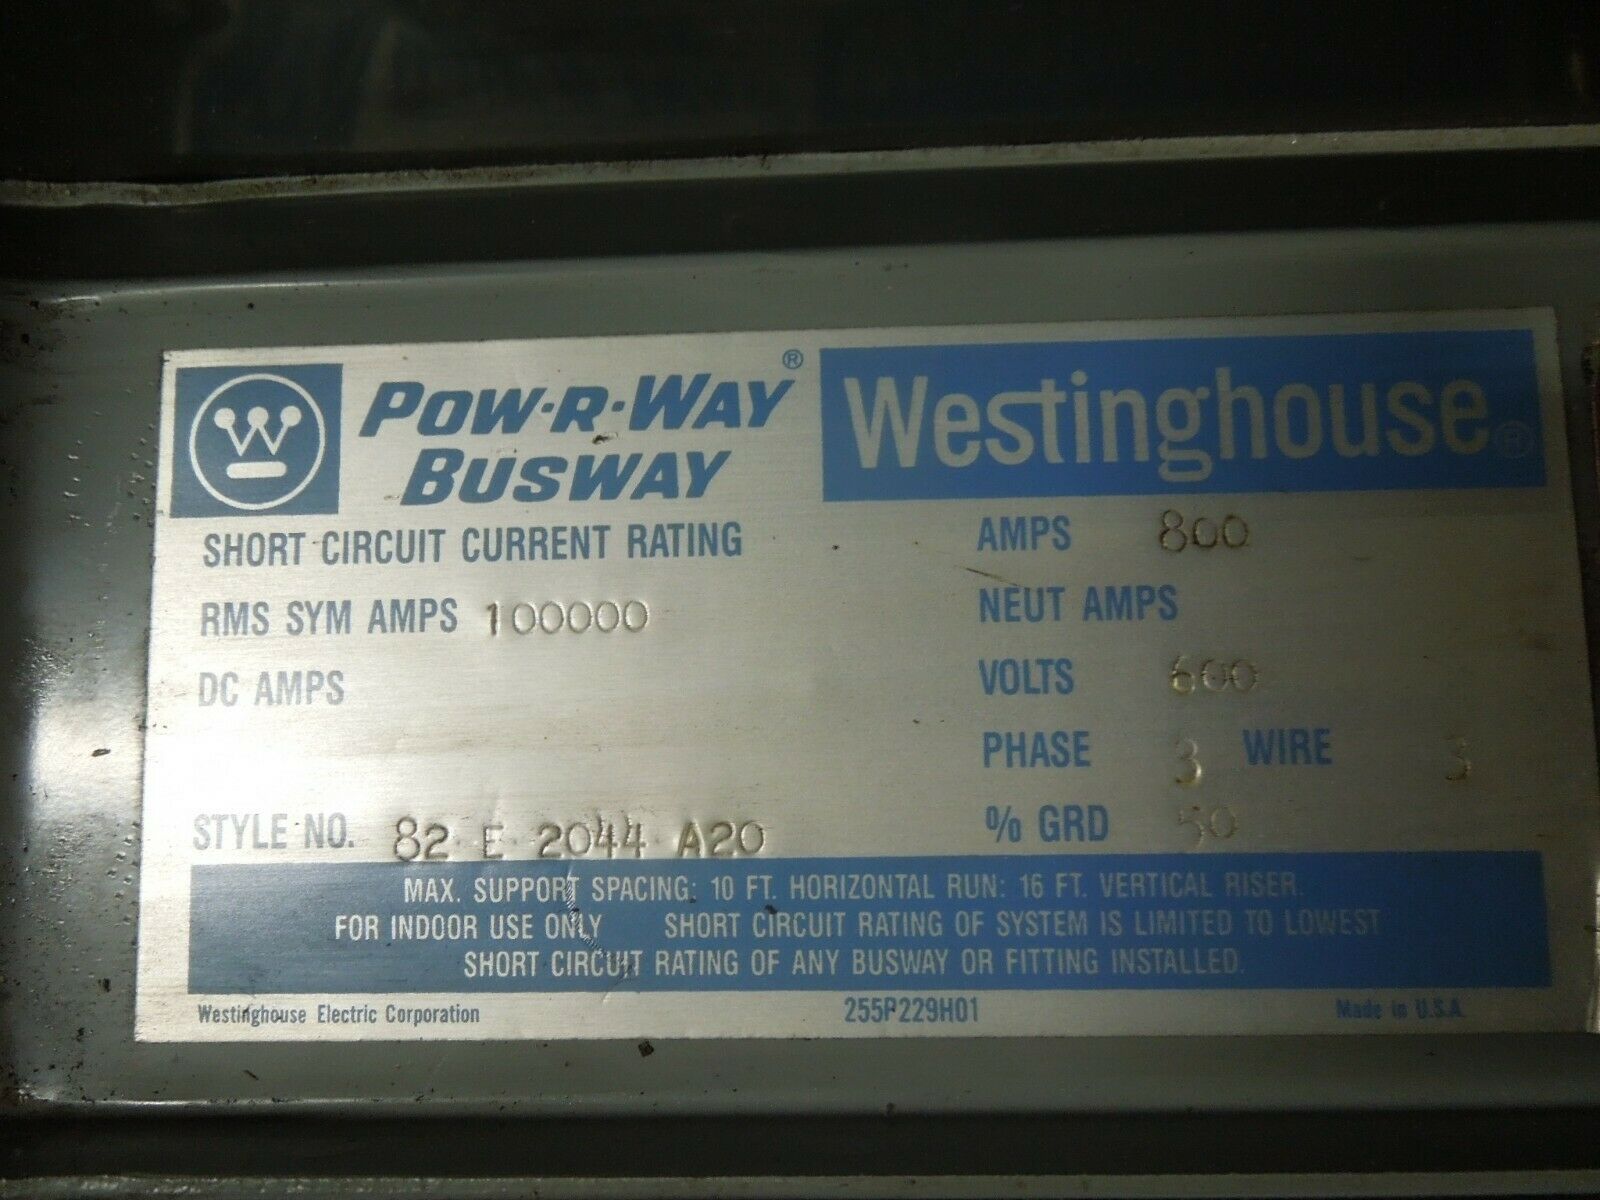 POW-R-WAY®
BUSWAY
Westinghouse®
SHORT CIRCUIT CURRENT RATING
RMS SYM AMPS 100000
DC AMPS
STYLE NO. 82 E 2044 A20
AMPS 800
NEUT AMPS
VOLTS 600
PHASE 3 WIRE 3
% GRD 50
MAX. SUPPORT SPACING: 10 FT. HORIZONTAL RUN: 16 FT. VERTICAL RISER.
FOR INDOOR USE ONLY SHORT CIRCUIT RATING OF SYSTEM IS LIMITED TO LOWEST
SHORT CIRCUIT RATING OF ANY BUSWAY OR FITTING INSTALLED.
Westinghouse Electric Corporation 255P229H01 Made in U.S.A.